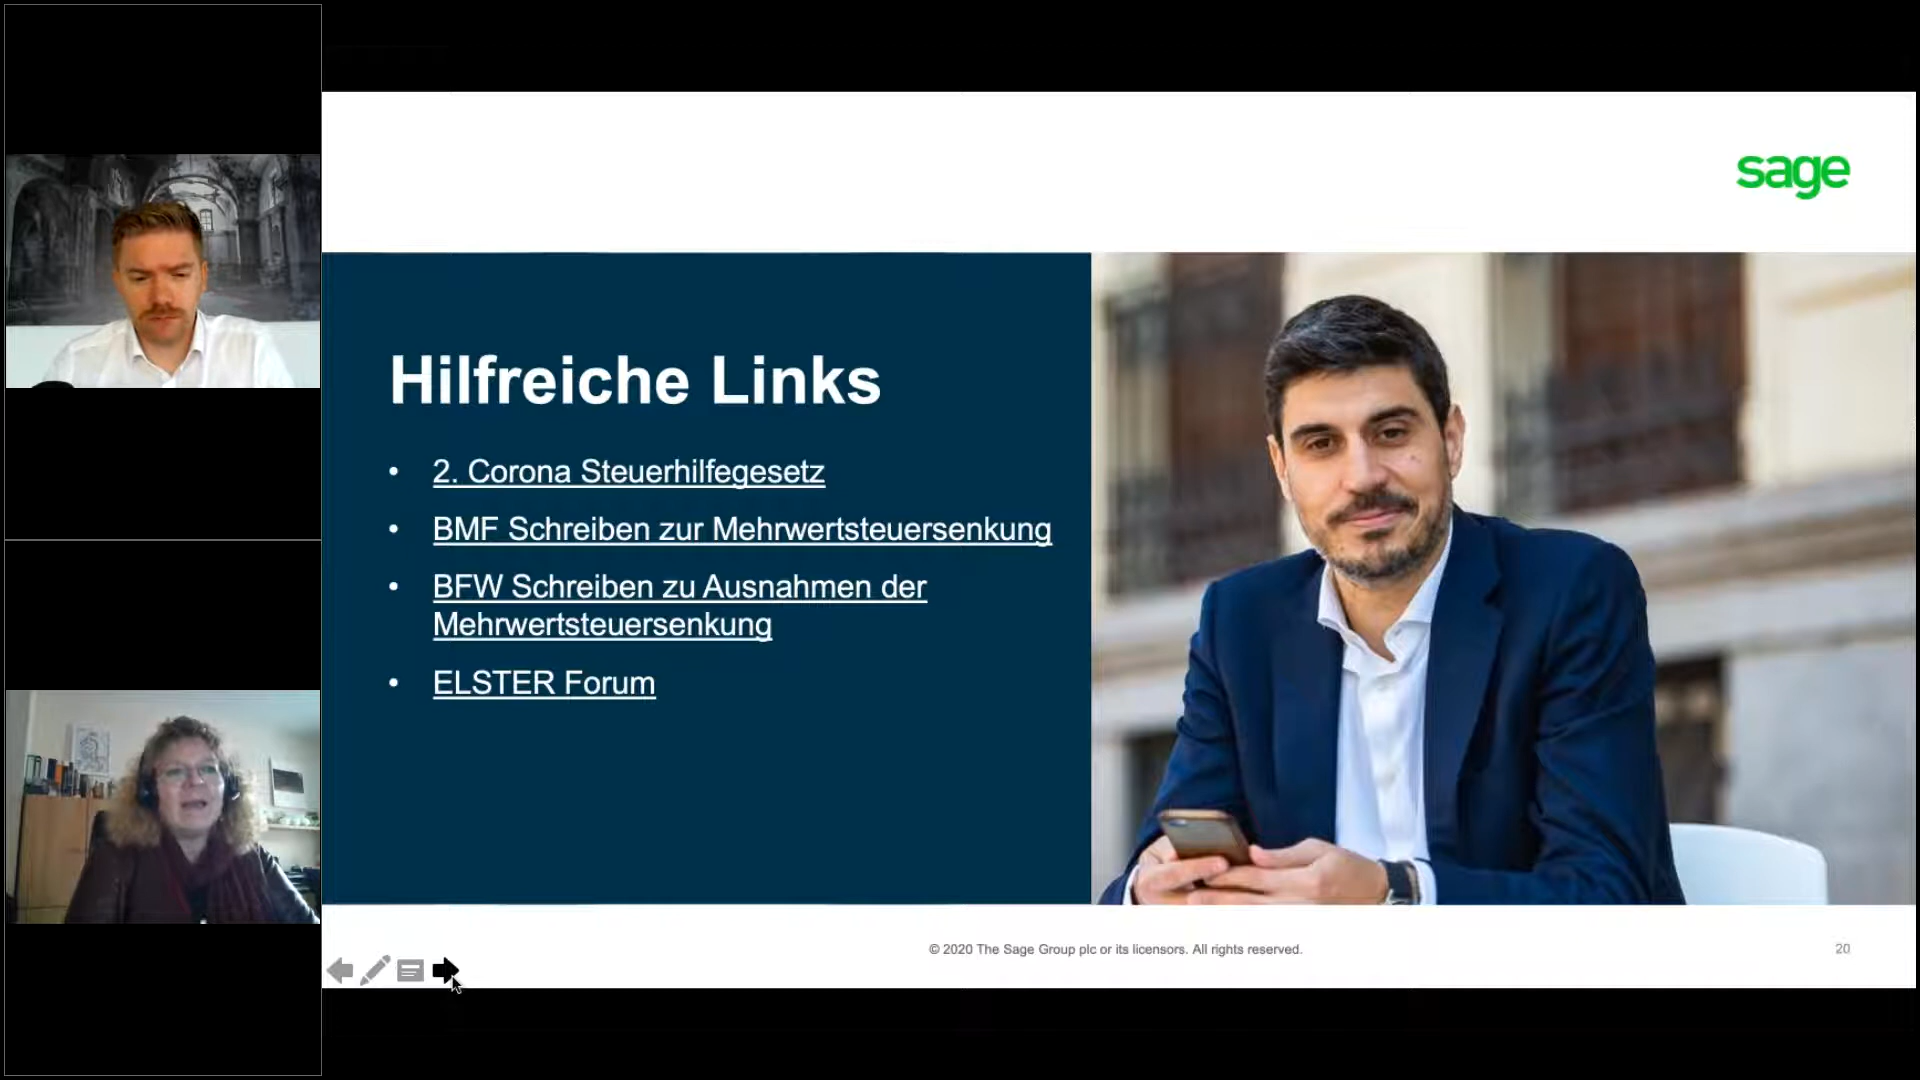 sage
Hilfreiche Links
• 2. Corona Steuerhilfegesetz
• BMF Schreiben zur Mehrwertsteuersenkung
• BFW Schreiben zu Ausnahmen der
Mehrwertsteuersenkung
• ELSTER Forum
© 2020 The Sage Group plc or its licensors. All rights reserved.
20